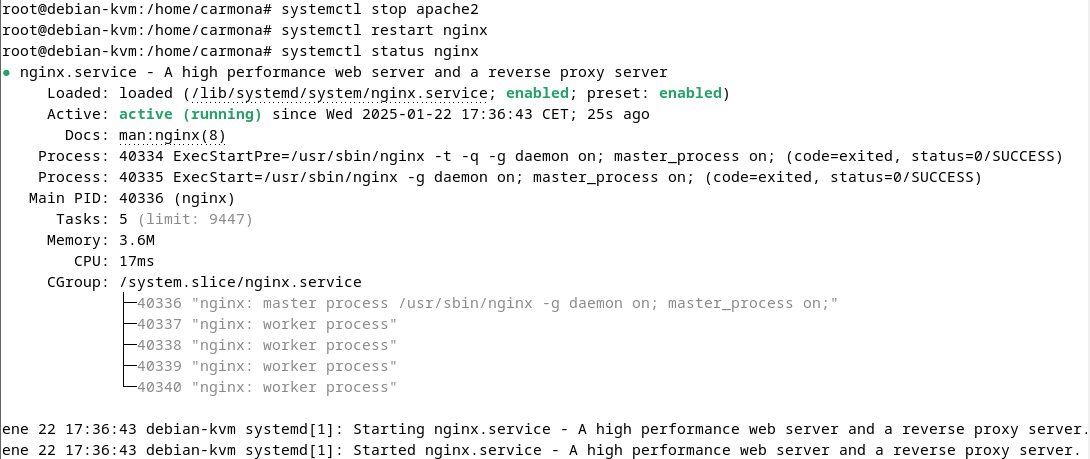 root@debian-kvm:/home/carmona# systemctl stop apache2
root@debian-kvm:/home/carmona# systemctl restart nginx
root@debian-kvm:/home/carmona# systemctl status nginx
● nginx.service - A high performance web server and a reverse proxy server
     Loaded: loaded (/lib/systemd/system/nginx.service; enabled; preset: enabled)
     Active: active (running) since Wed 2025-01-22 17:36:43 CET; 25s ago
       Docs: man:nginx(8)
    Process: 40334 ExecStartPre=/usr/sbin/nginx -t -q -g daemon on; master_process on; (code=exited, status=0/SUCCESS)
    Process: 40335 ExecStart=/usr/sbin/nginx -g daemon on; master_process on; (code=exited, status=0/SUCCESS)
   Main PID: 40336 (nginx)
      Tasks: 5 (limit: 9447)
     Memory: 3.6M
        CPU: 17ms
     CGroup: /system.slice/nginx.service
             ├─40336 "nginx: master process /usr/sbin/nginx -g daemon on; master_process on;"
             ├─40337 "nginx: worker process"
             ├─40338 "nginx: worker process"
             ├─40339 "nginx: worker process"
             └─40340 "nginx: worker process"

ene 22 17:36:43 debian-kvm systemd[1]: Starting nginx.service - A high performance web server and a reverse proxy server.
ene 22 17:36:43 debian-kvm systemd[1]: Started nginx.service - A high performance web server and a reverse proxy server.